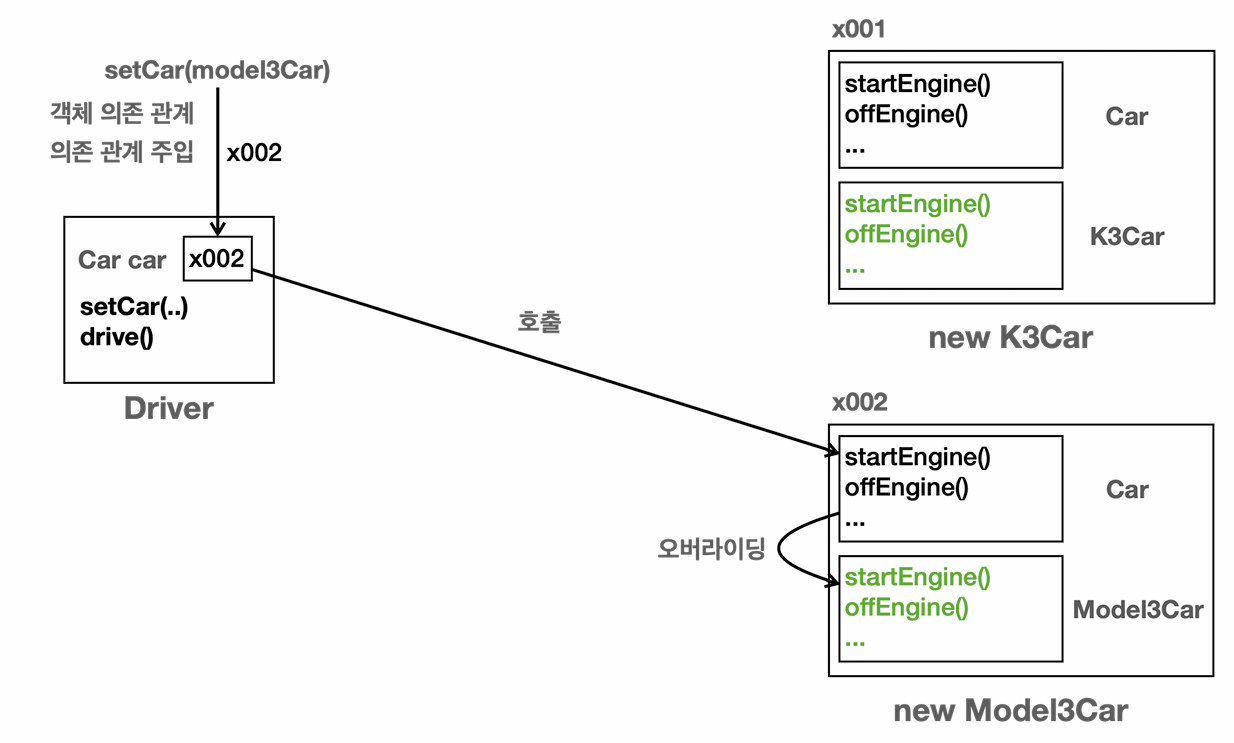 setCar(model3Car)
객체 의존 관계
의존 관계 주입
x002
Car car
x002
setCar(..)
drive()
Driver
호출
x001
startEngine()
offEngine()
...
Car
startEngine()
offEngine()
...
K3Car
new K3Car
x002
startEngine()
offEngine()
...
Car
오버라이딩
startEngine()
offEngine()
...
Model3Car
new Model3Car